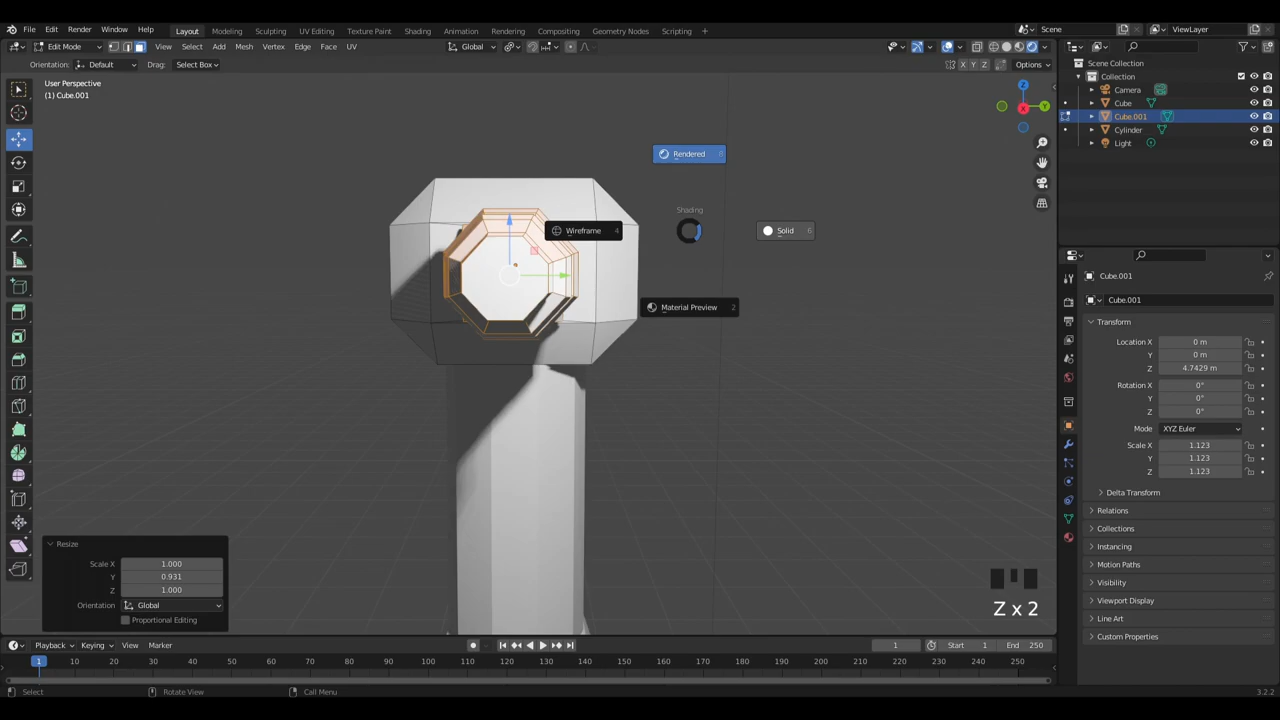 File Edit Render Window Help Layout Modeling Sculpting UV Editing Texture Paint Shading Animation Rendering Compositing Geometry Nodes Scripting Scene ViewLayer
Edit Mode View Select Add Mesh Vertex Edge Face UV Global
Orientation: Default Drag: Select Box X Y Z Options
User Perspective
(1) Cube.001
Z
Y
X
Rendered 8
Shading
Wireframe 4
Solid 6
Material Preview 2
Scene Collection
Collection
Camera
Cube
Cube.001
Cylinder
Light
Cube.001
Cube.001
Transform
Location X 0 m
Y 0 m
Z 4.7429 m
Rotation X 0°
Y 0°
Z 0°
Mode XYZ Euler
Scale X 1.123
Y 1.123
Z 1.123
Delta Transform
Relations
Collections
Instancing
Motion Paths
Visibility
Viewport Display
Line Art
Custom Properties
Resize
Scale X 1.000
Y 0.931
Z 1.000
Orientation Global
Proportional Editing
Z x 2
Playback Keying View Marker 1 Start 1 End 250
1 10 20 30 40 50 60 70 80 90 100 110 120 130 140 150 160 170 180 190 200 210 220 230 240 250
Select Rotate View Call Menu 3.2.2